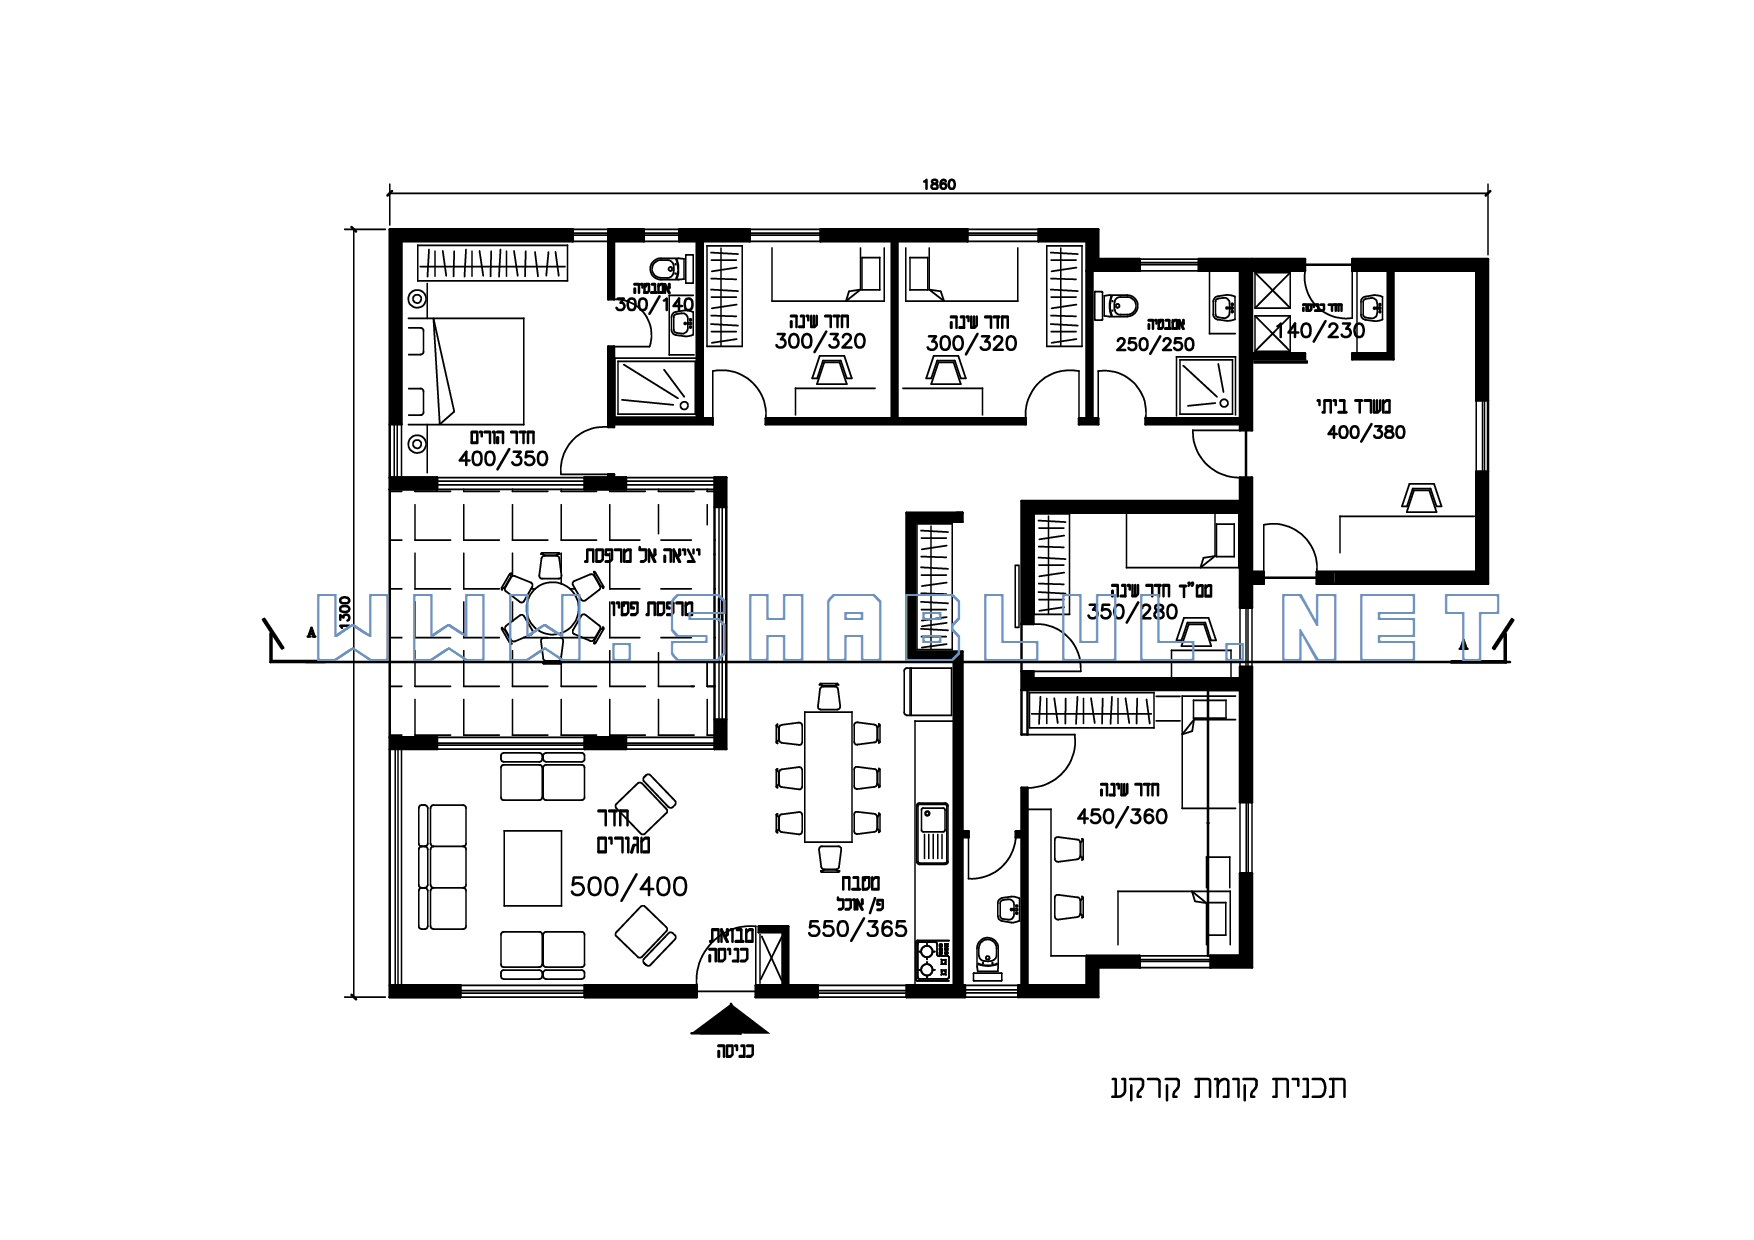 1860
אמבטיה
300/140
חדר שינה
300/320
חדר שינה
300/320
אמבטיה
250/250
חדר כביסה
140/230
משרד ביתי
400/380
חדר הורים
400/350
יציאה אל מרפסת
מרפסת פטיו
ממ"ד חדר שינה
350/280
1300
A
A
WWW.SHABLUL.NET
חדר שינה
450/360
חדר
מגורים
500/400
מטבח
פ/ אוכל
550/365
מבואת
כניסה
כניסה
תכנית קומת קרקע